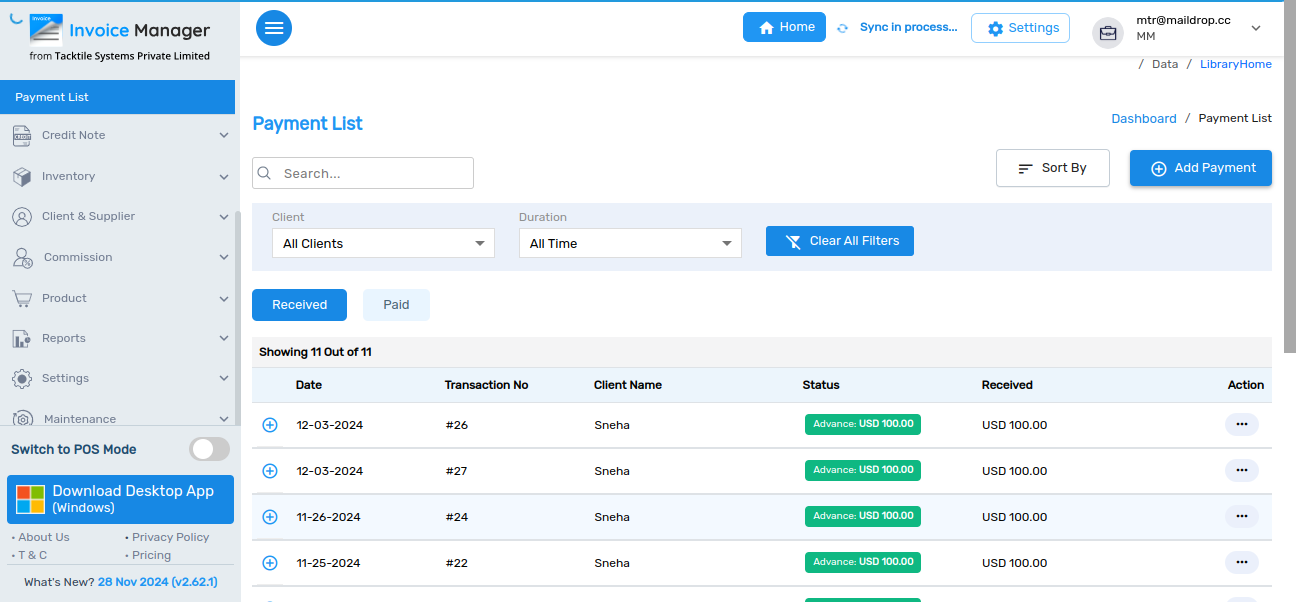 Invoice
Invoice Manager
from Tacktile Systems Private Limited
Payment List
Credit Note
Inventory
Client & Supplier
Commission
Product
Reports
Settings
Maintenance
Switch to POS Mode
Download Desktop App
(Windows)
• About Us • Privacy Policy
• T & C • Pricing
What's New? 28 Nov 2024 (v2.62.1)
Home
Sync in process...
Settings
mtr@maildrop.cc
MM
/ Data / LibraryHome
Payment List
Dashboard / Payment List
Search...
Sort By
Add Payment
Client
Duration
All Clients
All Time
Clear All Filters
Received
Paid
Showing 11 Out of 11
Date Transaction No Client Name Status Received Action
12-03-2024 #26 Sneha Advance: USD 100.00 USD 100.00
12-03-2024 #27 Sneha Advance: USD 100.00 USD 100.00
11-26-2024 #24 Sneha Advance: USD 100.00 USD 100.00
11-25-2024 #22 Sneha Advance: USD 100.00 USD 100.00